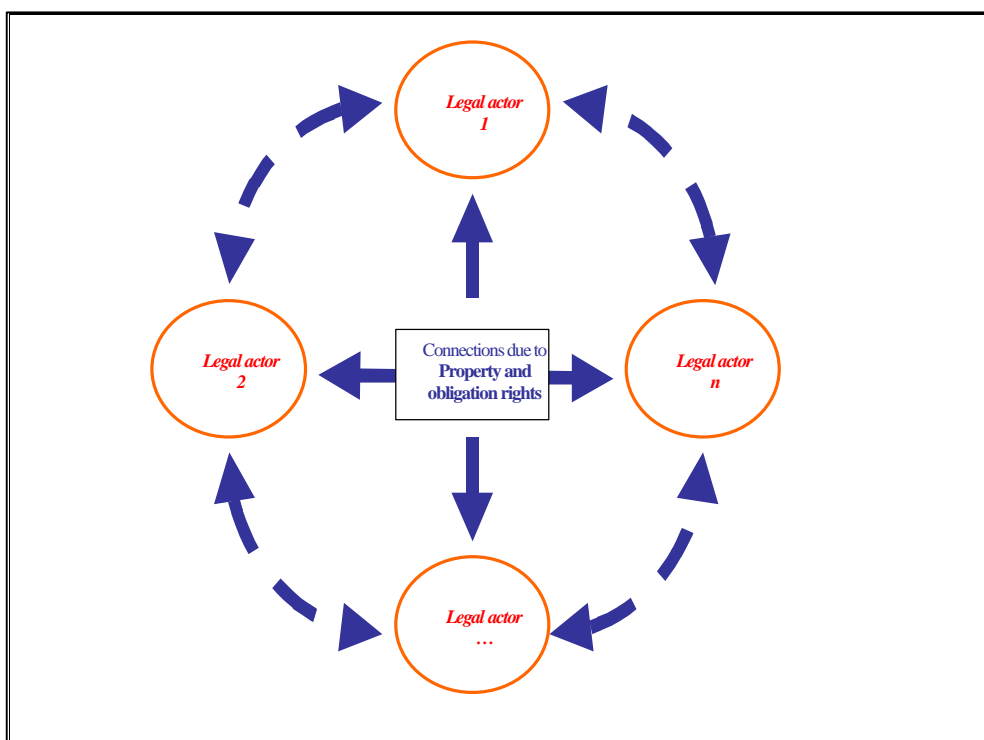 Legal actor
1
Legal actor
2
Connections due to
Property and
obligation rights
Legal actor
n
Legal actor
…